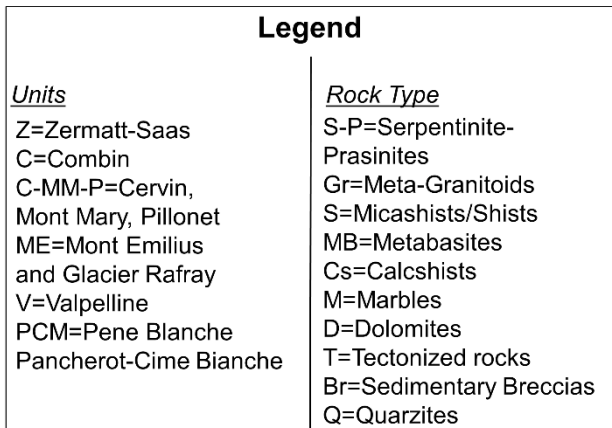 Legend
Units
Z=Zermatt-Saas
C=Combin
C-MM-P=Cervin,
Mont Mary, Pillonet
ME=Mont Emilius
and Glacier Rafray
V=Valpelline
PCM=Pene Blanche
Pancherot-Cime Bianche
Rock Type
S-P=Serpentinite-
Prasinites
Gr=Meta-Granitoids
S=Micashists/Shists
MB=Metabasites
Cs=Calcshists
M=Marbles
D=Dolomites
T=Tectonized rocks
Br=Sedimentary Breccias
Q=Quarzites